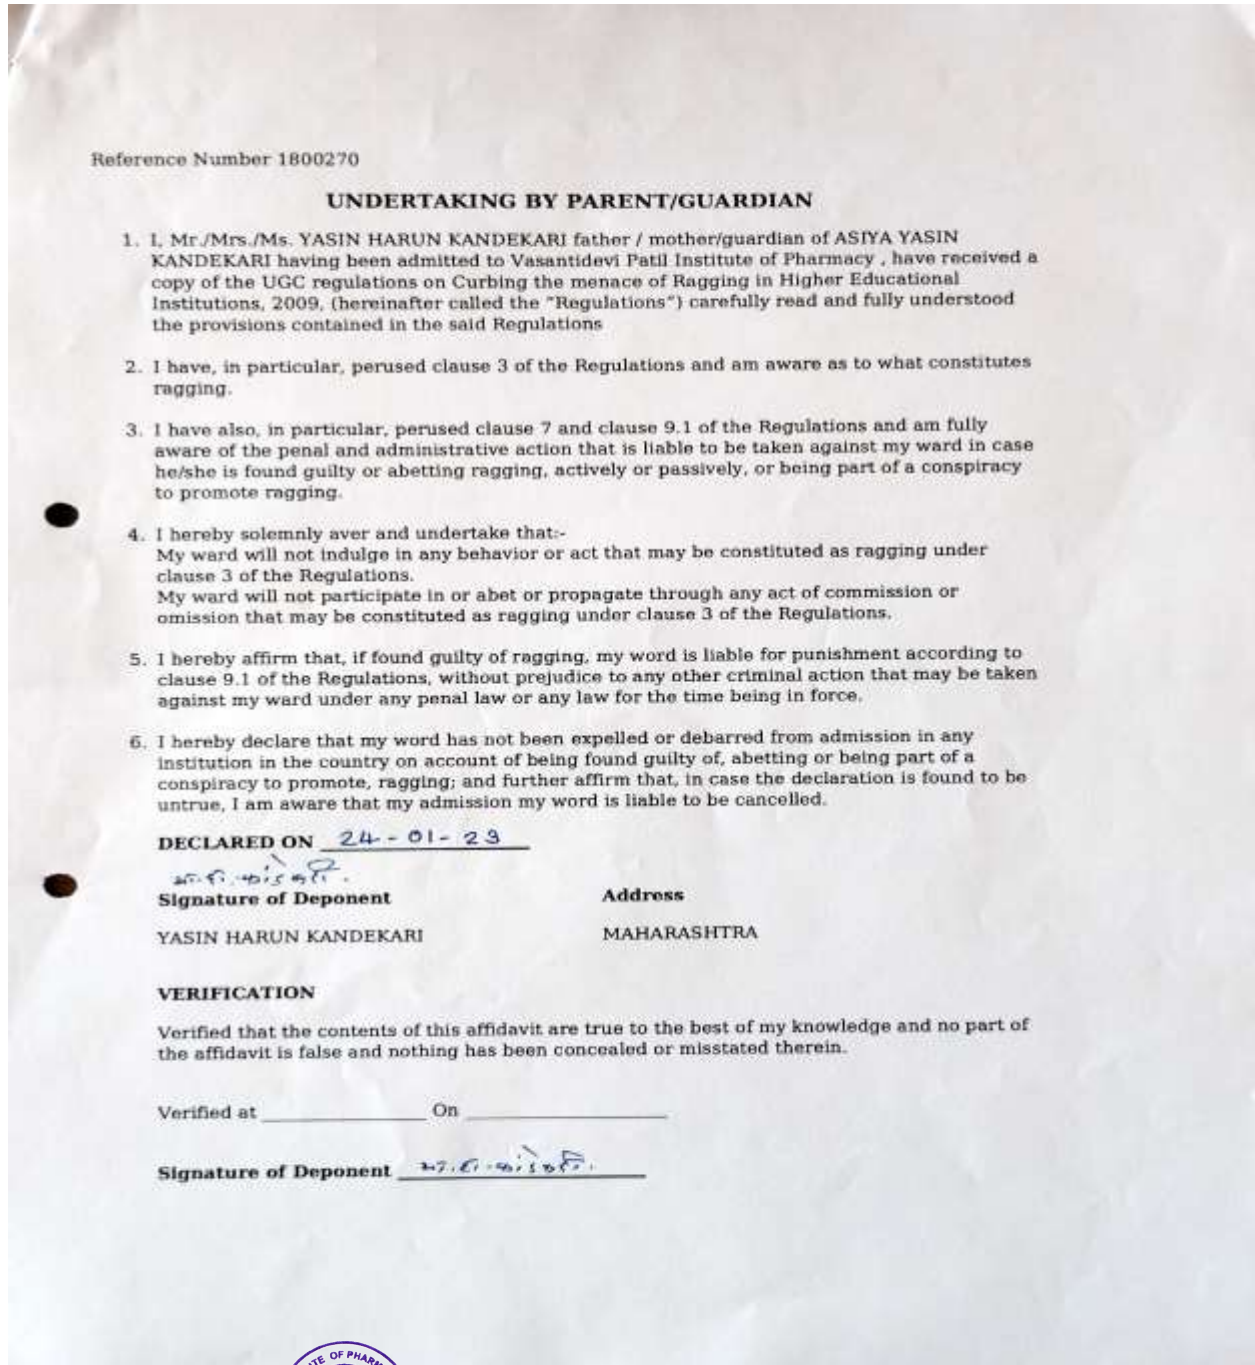 Reference Number 1800270
UNDERTAKING BY PARENT/GUARDIAN
1. I, Mr./Mrs./Ms. YASIN HARUN KANDEKARI father / mother/guardian of ASIYA YASIN
KANDEKARI having been admitted to Vasantidevi Patil Institute of Pharmacy , have received a
copy of the UGC regulations on Curbing the menace of Ragging in Higher Educational
Institutions, 2009, (hereinafter called the "Regulations") carefully read and fully understood
the provisions contained in the said Regulations
2. I have, in particular, perused clause 3 of the Regulations and am aware as to what constitutes
ragging.
3. I have also, in particular, perused clause 7 and clause 9.1 of the Regulations and am fully
aware of the penal and administrative action that is liable to be taken against my ward in case
he/she is found guilty or abetting ragging, actively or passively, or being part of a conspiracy
to promote ragging.
4. I hereby solemnly aver and undertake that:-
My ward will not indulge in any behavior or act that may be constituted as ragging under
clause 3 of the Regulations.
My ward will not participate in or abet or propagate through any act of commission or
omission that may be constituted as ragging under clause 3 of the Regulations.
5. I hereby affirm that, if found guilty of ragging, my word is liable for punishment according to
clause 9.1 of the Regulations, without prejudice to any other criminal action that may be taken
against my ward under any penal law or any law for the time being in force.
6. I hereby declare that my word has not been expelled or debarred from admission in any
institution in the country on account of being found guilty of, abetting or being part of a
conspiracy to promote, ragging; and further affirm that, in case the declaration is found to be
untrue, I am aware that my admission my word is liable to be cancelled.
DECLARED ON 24-01-23
Signature of Deponent Address
YASIN HARUN KANDEKARI MAHARASHTRA
VERIFICATION
Verified that the contents of this affidavit are true to the best of my knowledge and no part of
the affidavit is false and nothing has been concealed or misstated therein.
Verified at On
Signature of Deponent
OF PHAR